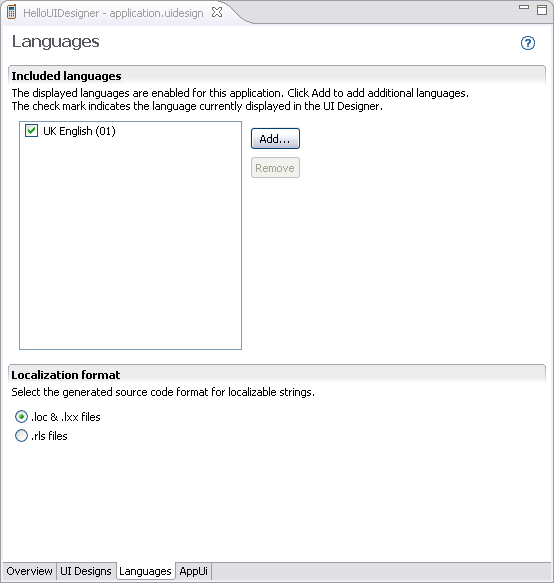 HelloUIDesigner - application.uidesign
Languages
Included languages
The displayed languages are enabled for this application. Click Add to add additional languages.
The check mark indicates the language currently displayed in the UI Designer.
UK English (01)
Add...
Remove
Localization format
Select the generated source code format for localizable strings.
.loc & .lxx files
.rls files
Overview UI Designs Languages AppUi